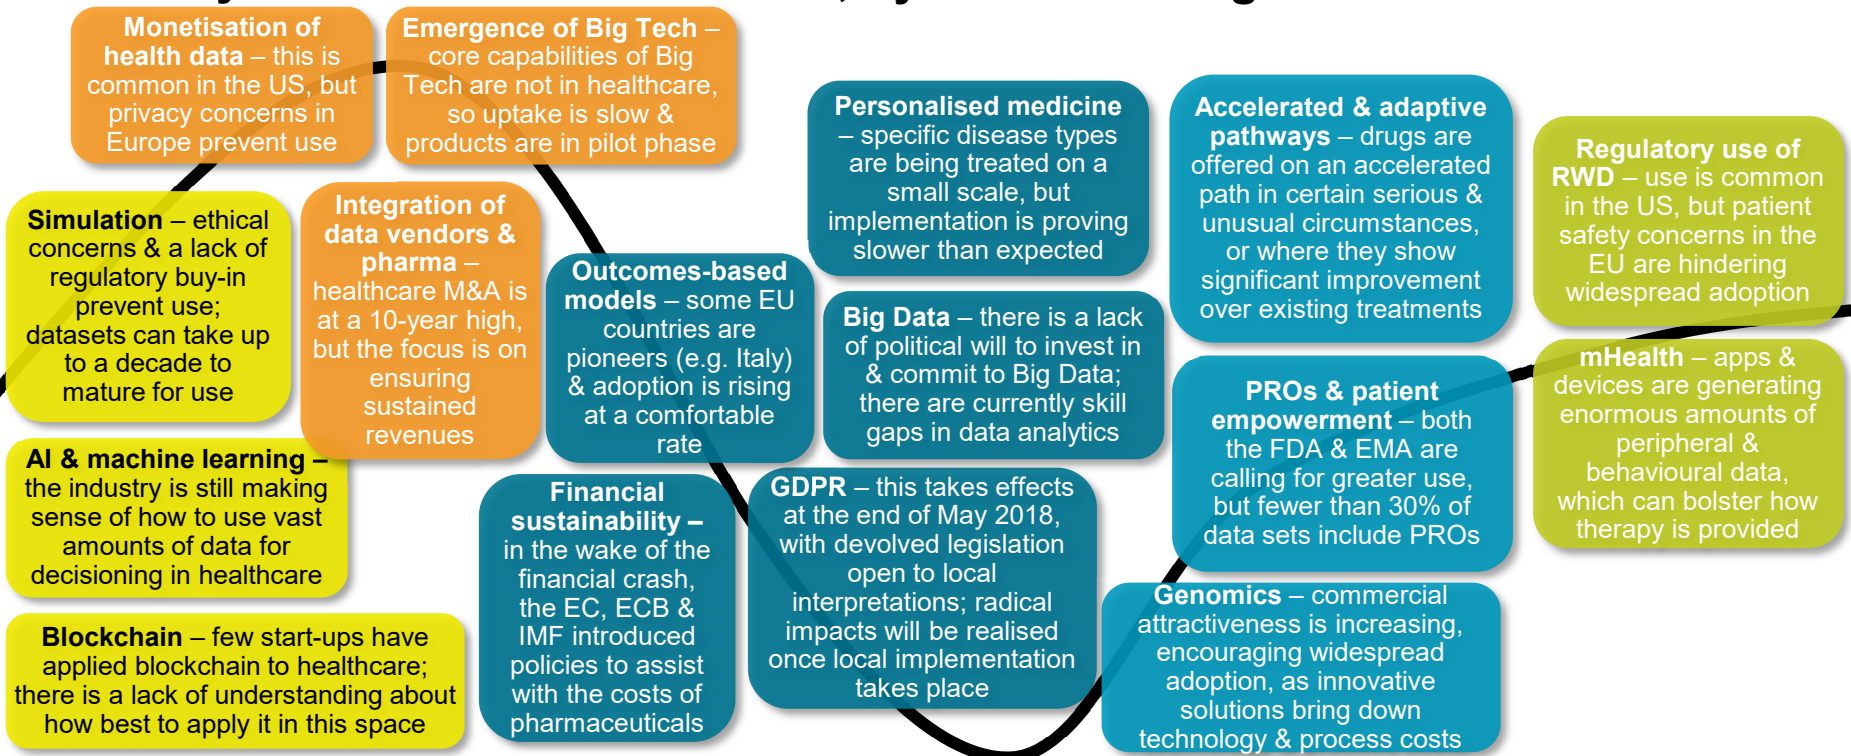 Monetisation of
health data – this is
common in the US, but
privacy concerns in
Europe prevent use
Emergence of Big Tech –
core capabilities of Big
Tech are not in healthcare,
so uptake is slow &
products are in pilot phase
Simulation – ethical
concerns & a lack of
regulatory buy-in
prevent use;
datasets can take up
to a decade to
mature for use
Integration of
data vendors &
pharma –
healthcare M&A is
at a 10-year high,
but the focus is on
ensuring
sustained
revenues
AI & machine learning –
the industry is still making
sense of how to use vast
amounts of data for
decisioning in healthcare
Blockchain – few start-ups have
applied blockchain to healthcare;
there is a lack of understanding about
how best to apply it in this space
Outcomes-based
models – some EU
countries are
pioneers (e.g. Italy)
& adoption is rising
at a comfortable
rate
Financial
sustainability –
in the wake of the
financial crash,
the EC, ECB &
IMF introduced
policies to assist
with the costs of
pharmaceuticals
Personalised medicine
– specific disease types
are being treated on a
small scale, but
implementation is proving
slower than expected
Big Data – there is a lack
of political will to invest in
& commit to Big Data;
there are currently skill
gaps in data analytics
GDPR – this takes effects
at the end of May 2018,
with devolved legislation
open to local
interpretations; radical
impacts will be realised
once local implementation
takes place
Accelerated & adaptive
pathways – drugs are
offered on an accelerated
path in certain serious &
unusual circumstances,
or where they show
significant improvement
over existing treatments
PROs & patient
empowerment – both
the FDA & EMA are
calling for greater use,
but fewer than 30% of
data sets include PROs
Genomics – commercial
attractiveness is increasing,
encouraging widespread
adoption, as innovative
solutions bring down
technology & process costs
Regulatory use of
RWD – use is common
in the US, but patient
safety concerns in the
EU are hindering
widespread adoption
mHealth – apps &
devices are generating
enormous amounts of
peripheral &
behavioural data,
which can bolster how
therapy is provided